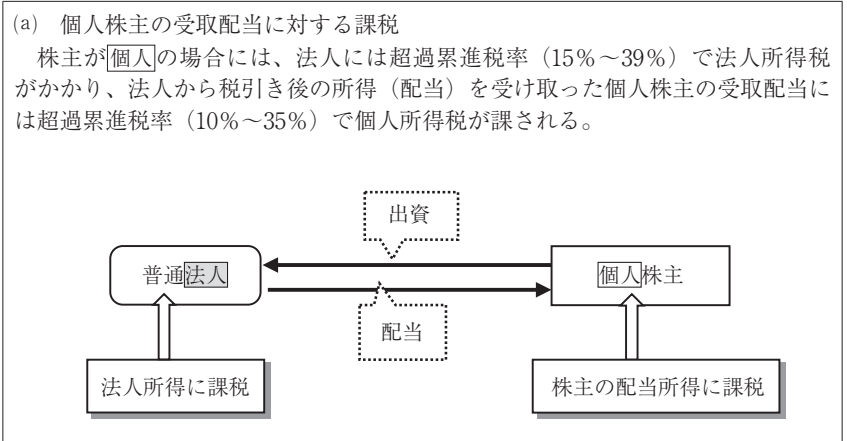 (a) 個人株主の受取配当に対する課税
株主が個人の場合には、法人には超過累進税率（15％～39％）で法人所得税
がかかり、法人から税引き後の所得（配当）を受け取った個人株主の受取配当に
は超過累進税率（10％～35％）で個人所得税が課される。
出資
普通法人
個人株主
配当
法人所得に課税
株主の配当所得に課税